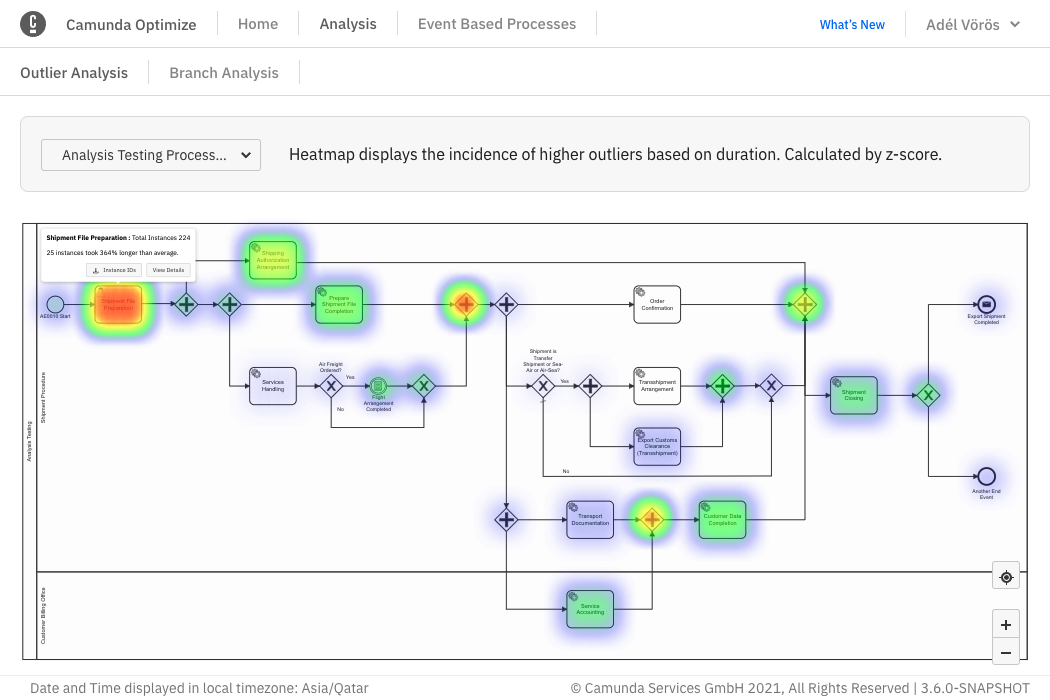 Camunda Optimize
Home
Analysis
Event Based Processes
What's New
Adél Vörös
Outlier Analysis
Branch Analysis
Analysis Testing Process...
Heatmap displays the incidence of higher outliers based on duration. Calculated by z-score.
Shipment File Preparation : Total Instances 224
25 instances took 364% longer than average.
Instance IDs
View Details
Shipping
Authorization
Arrangement
AE0010 Start
Shipment File
Preparation
Prepare
Shipment File
Completion
Order
Confirmation
Export Shipment
Completed
Services
Handling
Air Freight
Ordered?
Yes
No
Flight
Arrangement
Completed
Shipment is
Transfer
Shipment or Sea-
Air or Air-Sea?
Yes
No
Transshipment
Arrangement
Export Customs
Clearance
(Transshipment)
Shipment
Closing
Another End
Event
Transport
Documentation
Customer Data
Completion
Service
Accounting
Analysis Testing
Shipment Procedure
Customer Billing Office
Date and Time displayed in local timezone: Asia/Qatar
© Camunda Services GmbH 2021, All Rights Reserved | 3.6.0-SNAPSHOT